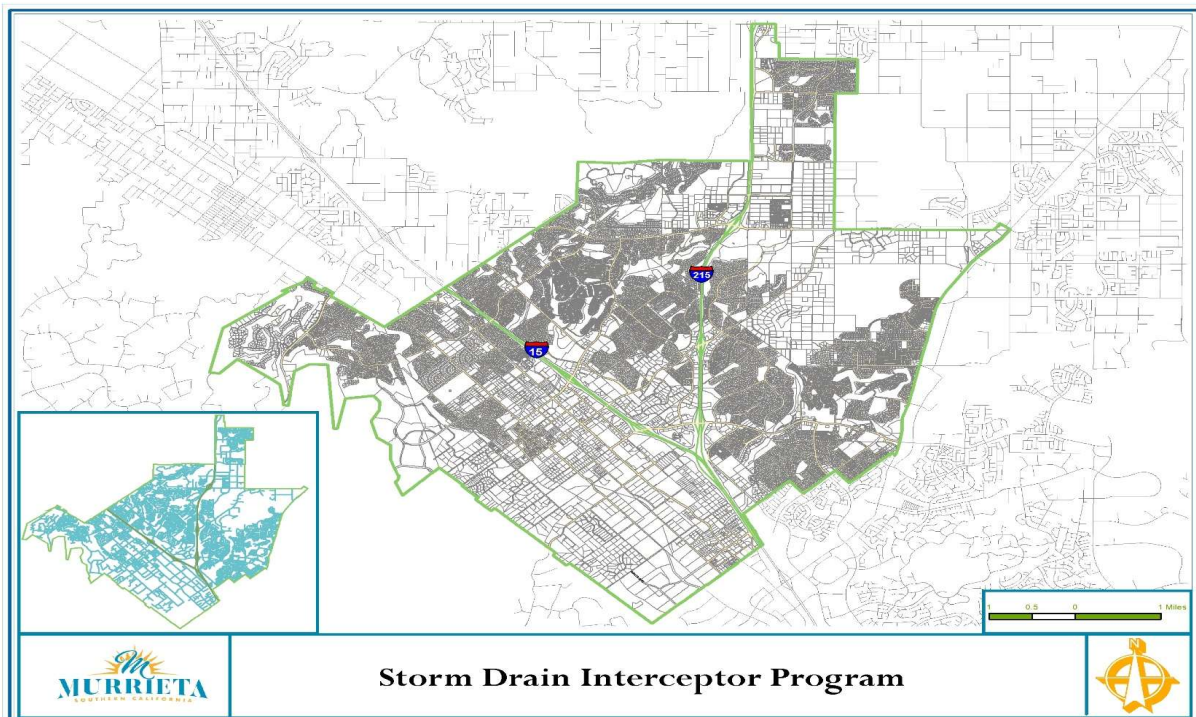 215
15
1 0.5 0 1 Miles
M
MURRIETA
SOUTHERN CALIFORNIA
Storm Drain Interceptor Program
N